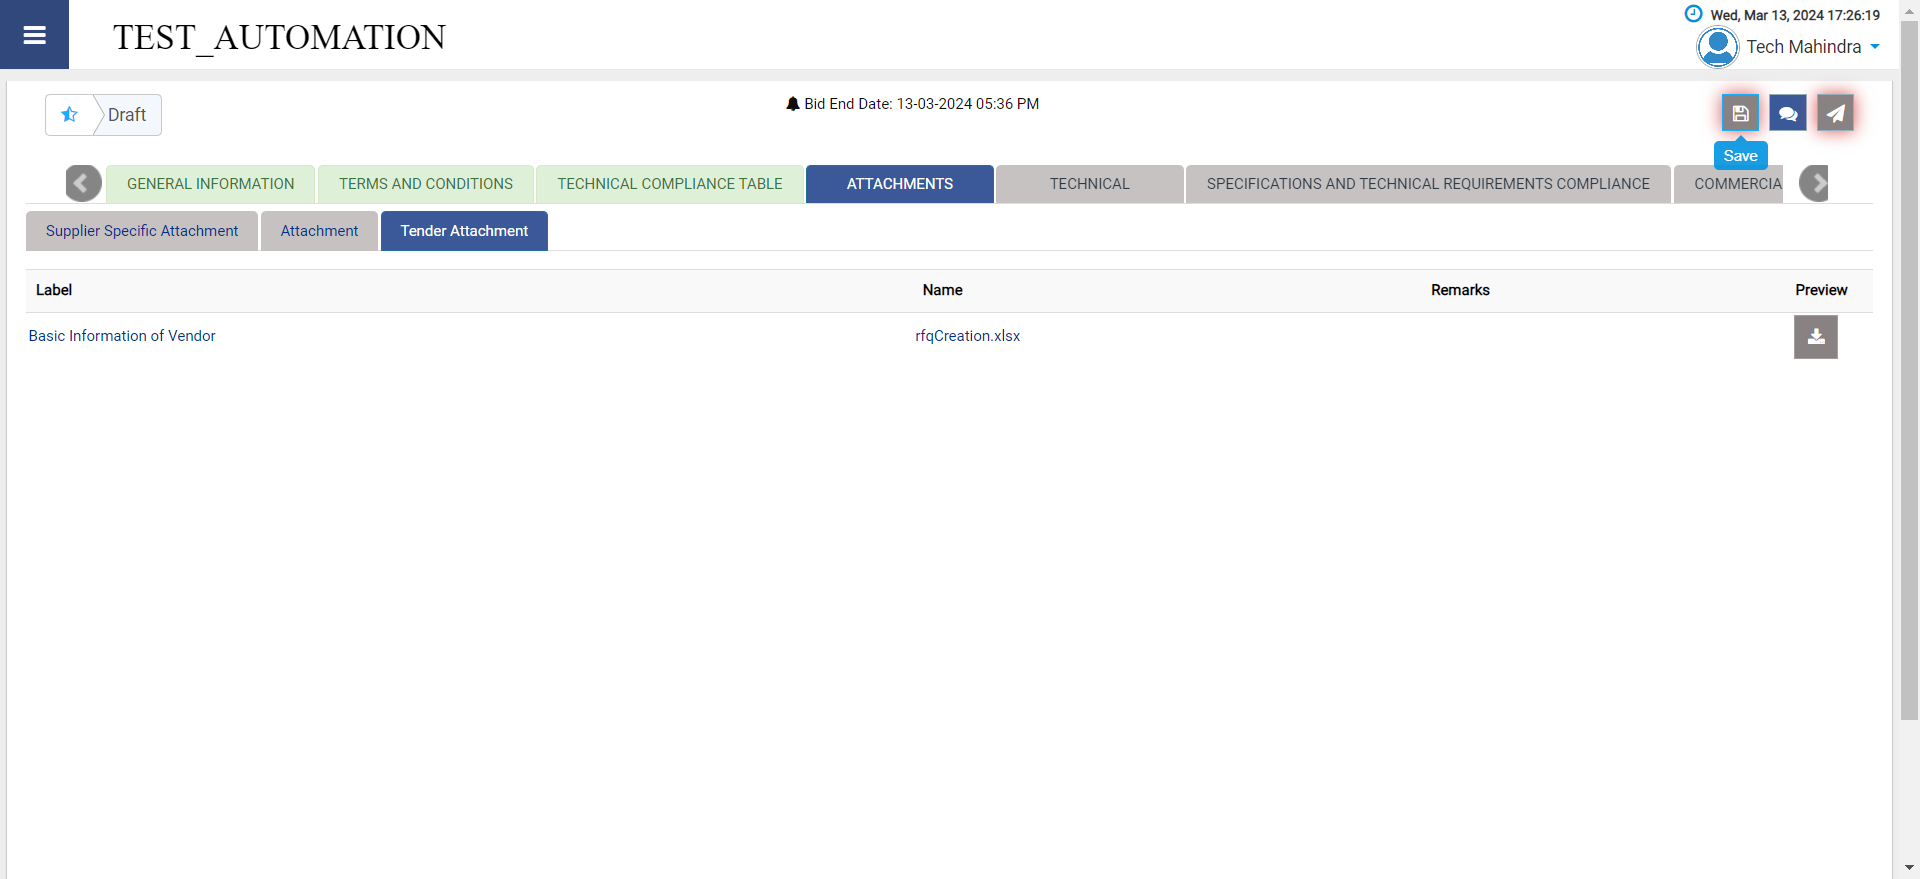 TEST_AUTOMATION
Wed, Mar 13, 2024 17:26:19
Tech Mahindra
Draft
Bid End Date: 13-03-2024 05:36 PM
Save
GENERAL INFORMATION
TERMS AND CONDITIONS
TECHNICAL COMPLIANCE TABLE
ATTACHMENTS
TECHNICAL
SPECIFICATIONS AND TECHNICAL REQUIREMENTS COMPLIANCE
COMMERCIA
Supplier Specific Attachment
Attachment
Tender Attachment
Label
Name
Remarks
Preview
Basic Information of Vendor
rfqCreation.xlsx